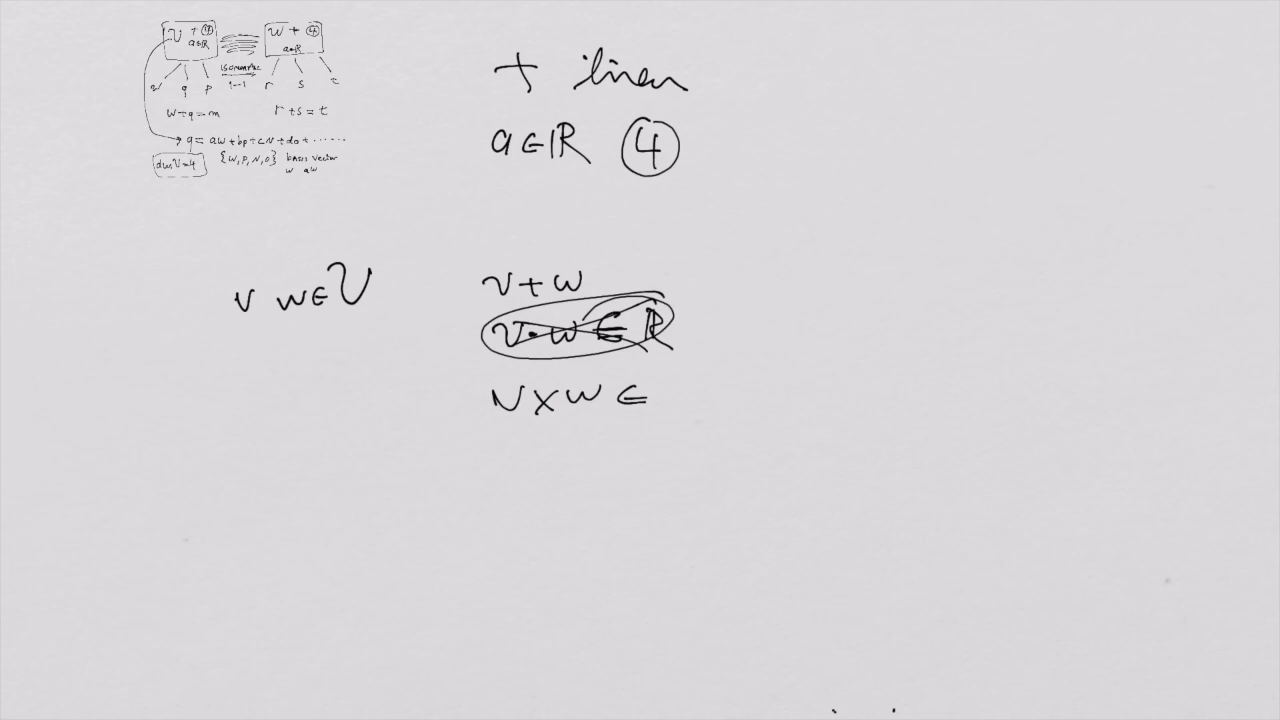 V + ④ W + ④
a∈ℝ a∈ℝ
isomorphic
1–1
w q p r s t
w+q=m r+s=t
q = aw+bp+cN+do+ ......
dim V=4 {W,P,N,O} basis vector
w aw
+ linear
a∈ℝ ④
v w∈V
v+w
v•w∈ℝ
v×w∈